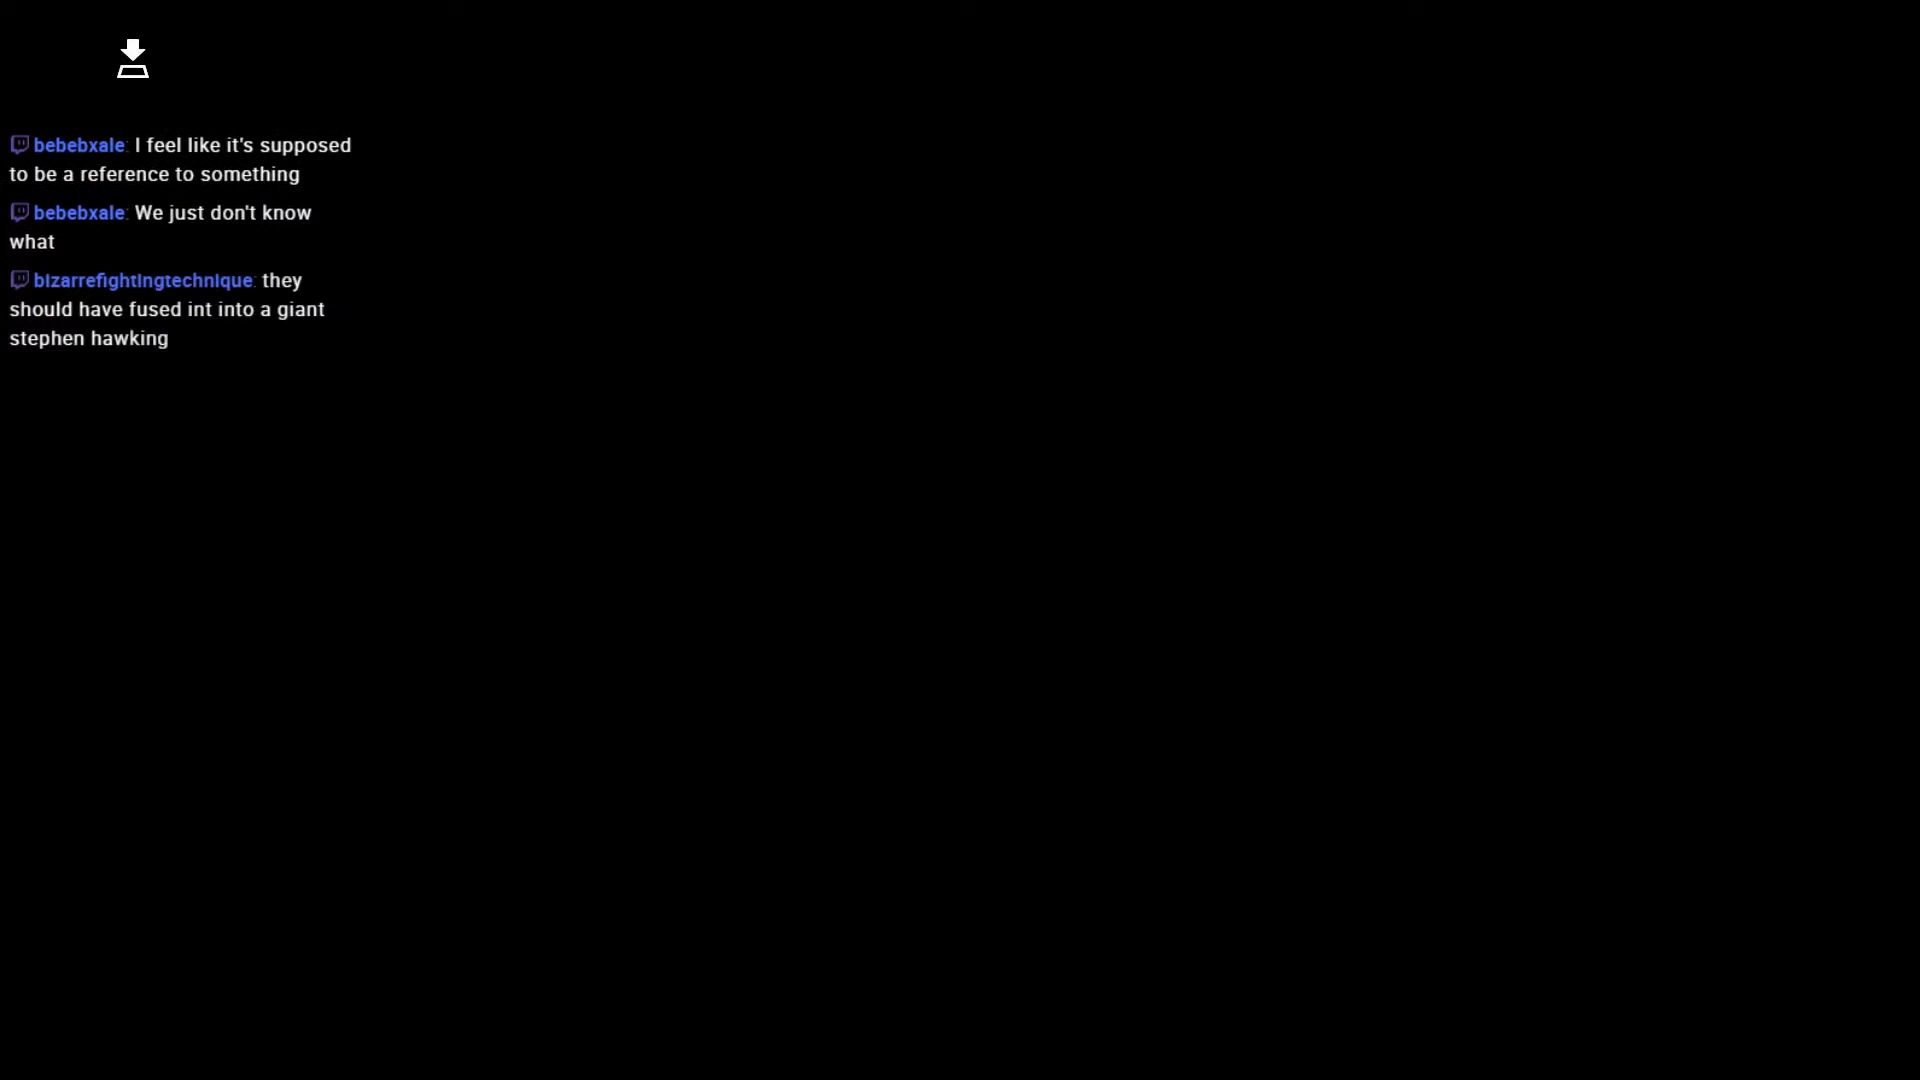 bebebxale: I feel like it's supposed
to be a reference to something
bebebxale: We just don't know
what
bizarrefightingtechnique: they
should have fused int into a giant
stephen hawking